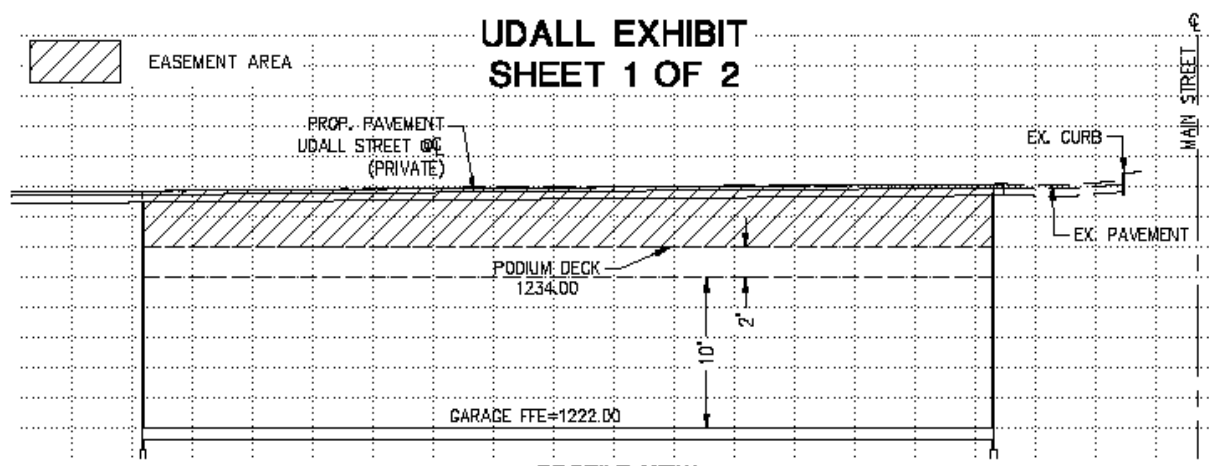 UDALL EXHIBIT
SHEET 1 OF 2
EASEMENT AREA
PROP. PAVEMENT
UDALL STREET @℄
(PRIVATE)
EX. CURB
℄
MAIN STREET
EX. PAVEMENT
PODIUM DECK
1234.00
2'
10'
GARAGE FFE=1222.00